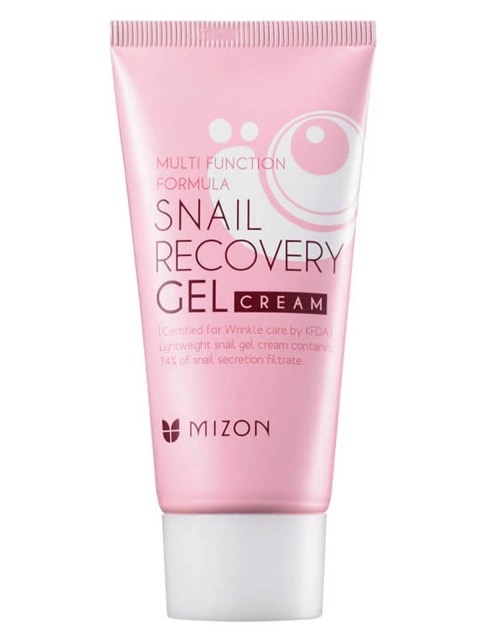 MULTI FUNCTION
FORMULA
SNAIL
RECOVERY
GEL CREAM
[Certified for Wrinkle care by KFDA]
Lightweight snail gel cream containing
74% of snail secretion filtrate.
MIZON